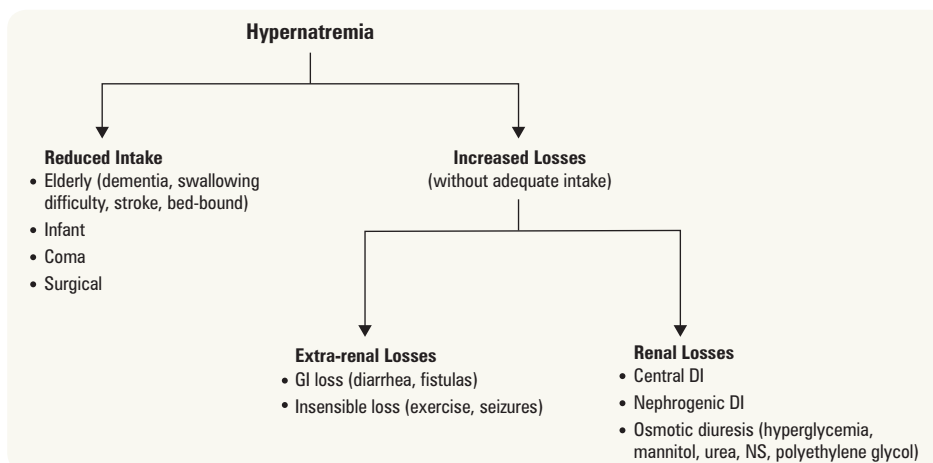 Hypernatremia
Reduced Intake
• Elderly (dementia, swallowing
difficulty, stroke, bed-bound)
• Infant
• Coma
• Surgical
Increased Losses
(without adequate intake)
Extra-renal Losses
• GI loss (diarrhea, fistulas)
• Insensible loss (exercise, seizures)
Renal Losses
• Central DI
• Nephrogenic DI
• Osmotic diuresis (hyperglycemia,
mannitol, urea, NS, polyethylene glycol)